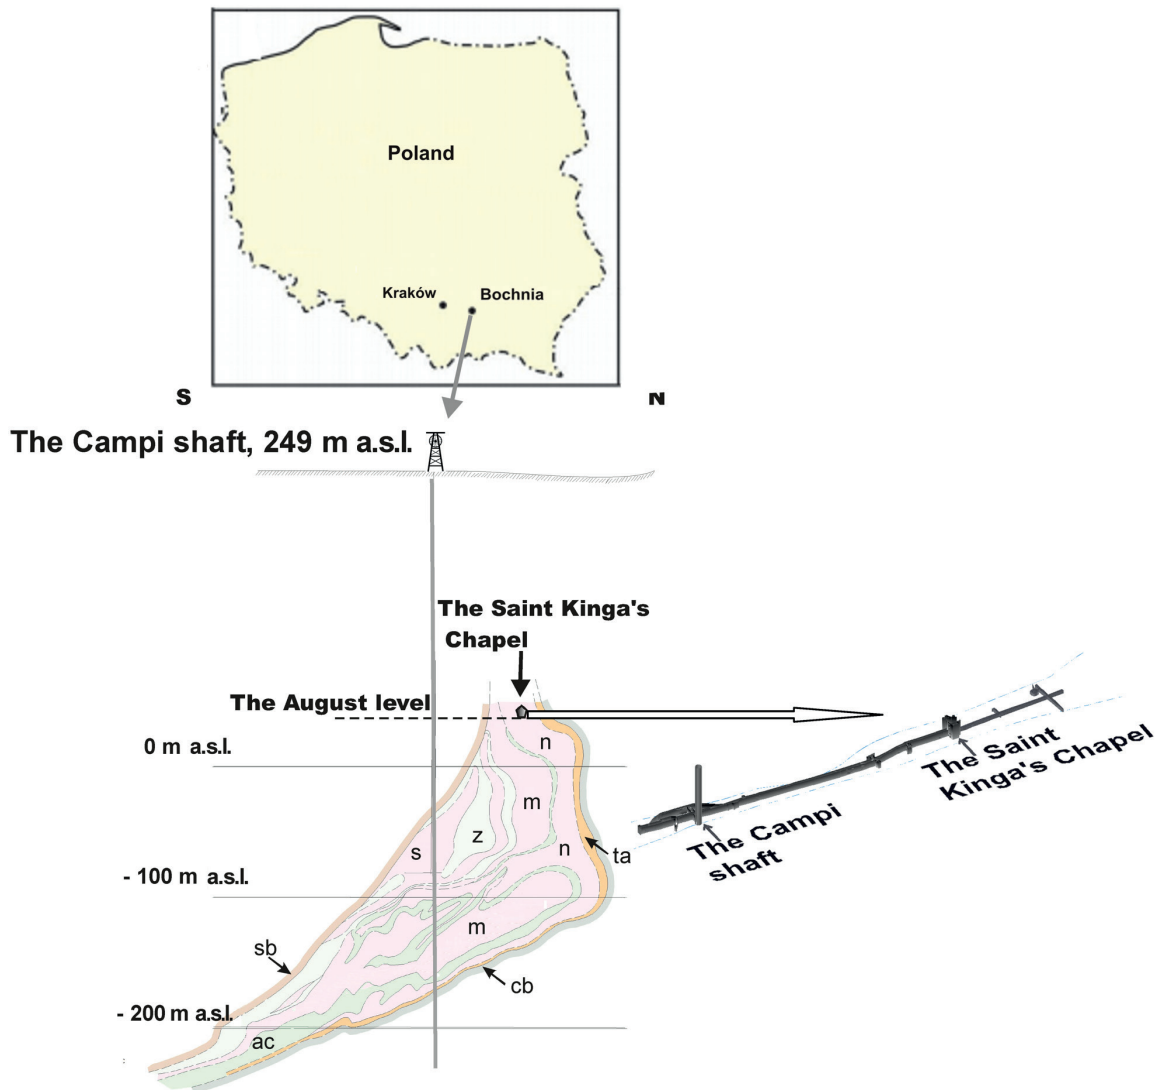 Poland
Kraków
Bochnia
S
N
The Campi shaft, 249 m a.s.l.
The Saint Kinga's
Chapel
The August level
0 m a.s.l.
n
m
z
s
n
ta
- 100 m a.s.l.
m
sb
cb
- 200 m a.s.l.
ac
The Saint
Kinga's Chapel
The Campi
shaft